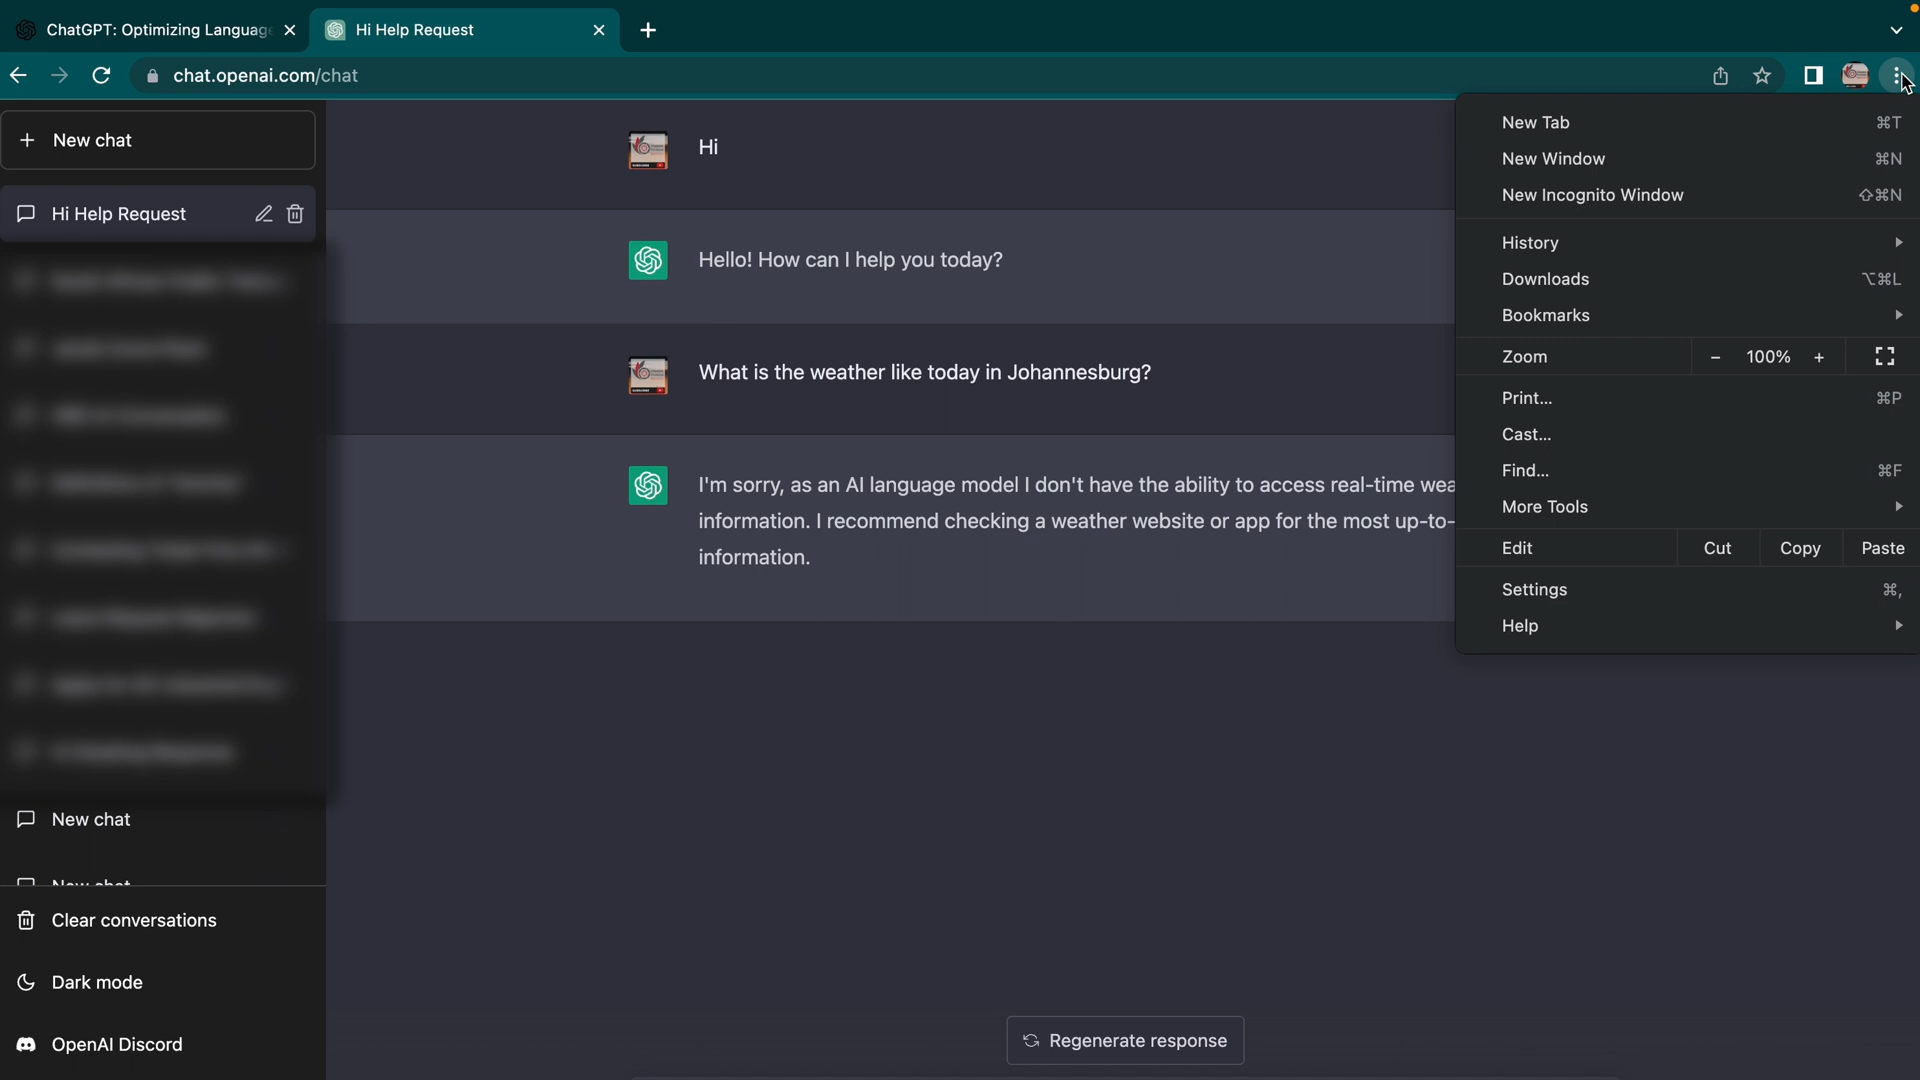 ChatGPT: Optimizing Language
Hi Help Request
chat.openai.com/chat
New chat
Hi Help Request
New chat
New chat
Clear conversations
Dark mode
OpenAI Discord
Hi
Hello! How can I help you today?
What is the weather like today in Johannesburg?
I'm sorry, as an AI language model I don't have the ability to access real-time wea
information. I recommend checking a weather website or app for the most up-to-
information.
Regenerate response
New Tab ⌘T
New Window ⌘N
New Incognito Window ⇧⌘N
History
Downloads ⌥⌘L
Bookmarks
Zoom - 100% +
Print... ⌘P
Cast...
Find... ⌘F
More Tools
Edit Cut Copy Paste
Settings ⌘,
Help